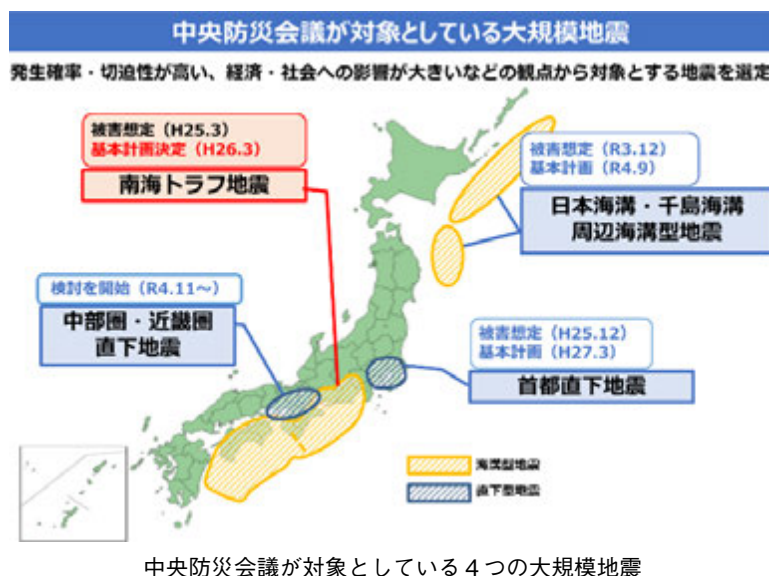 中央防災会議が対象としている大規模地震
発生確率・切迫性が高い、経済・社会への影響が大きいなどの観点から対象とする地震を選定
被害想定（H25.3）
基本計画決定（H26.3）
南海トラフ地震
被害想定（R3.12）
基本計画（R4.9）
日本海溝・千島海溝
周辺海溝型地震
検討を開始（R4.11～）
中部圏・近畿圏
直下地震
被害想定（H25.12）
基本計画（H27.3）
首都直下地震
海溝型地震
直下型地震
中央防災会議が対象としている４つの大規模地震